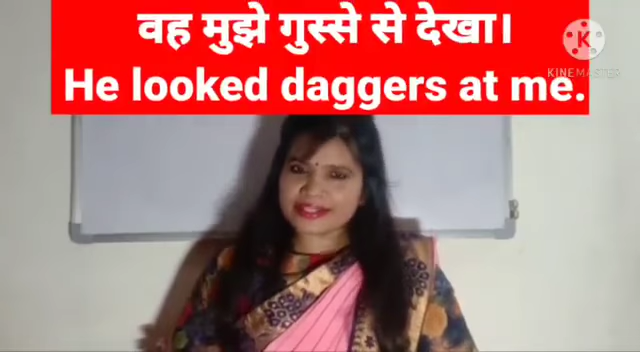 वह मुझे गुस्से से देखा।
He looked daggers at me.
KINEMASTER